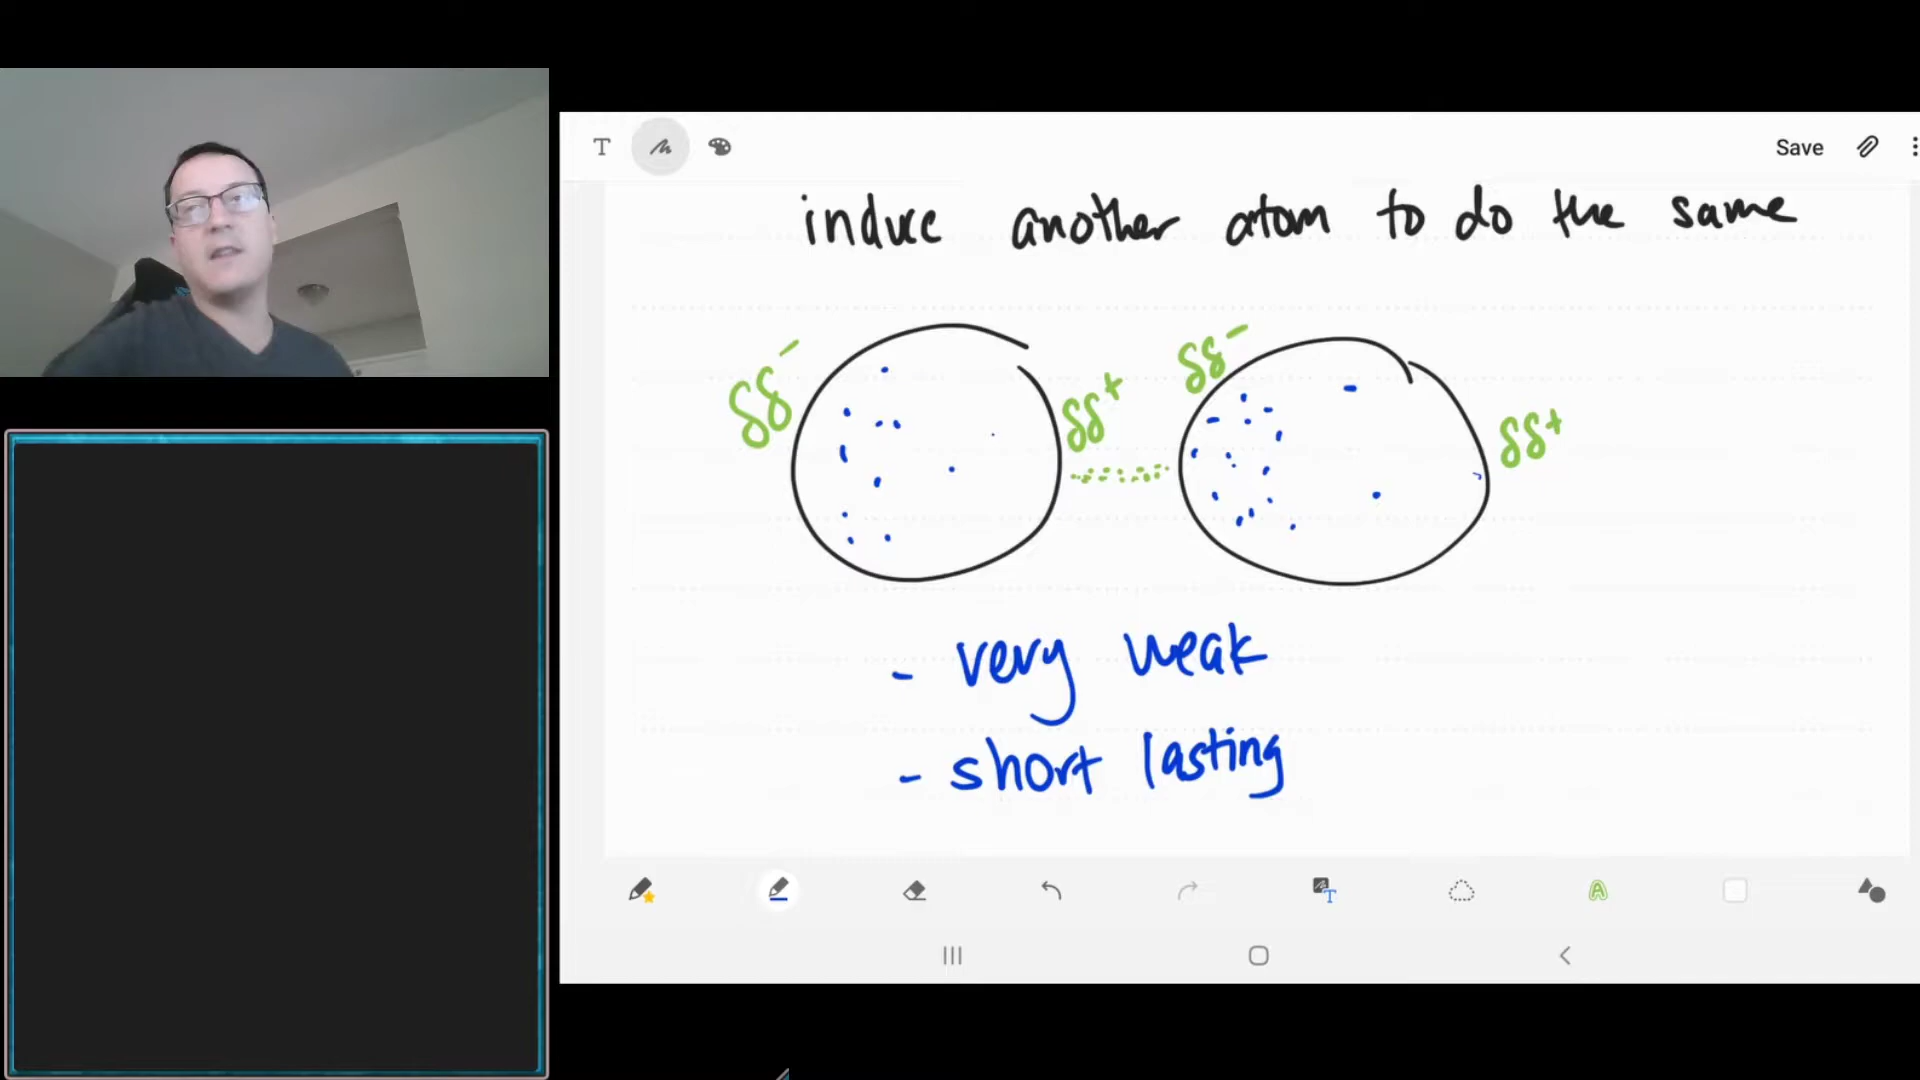 T
Save
induce another atom to do the same
δδ⁻ δδ⁺ δδ⁻ δδ⁺
- very weak
- short lasting